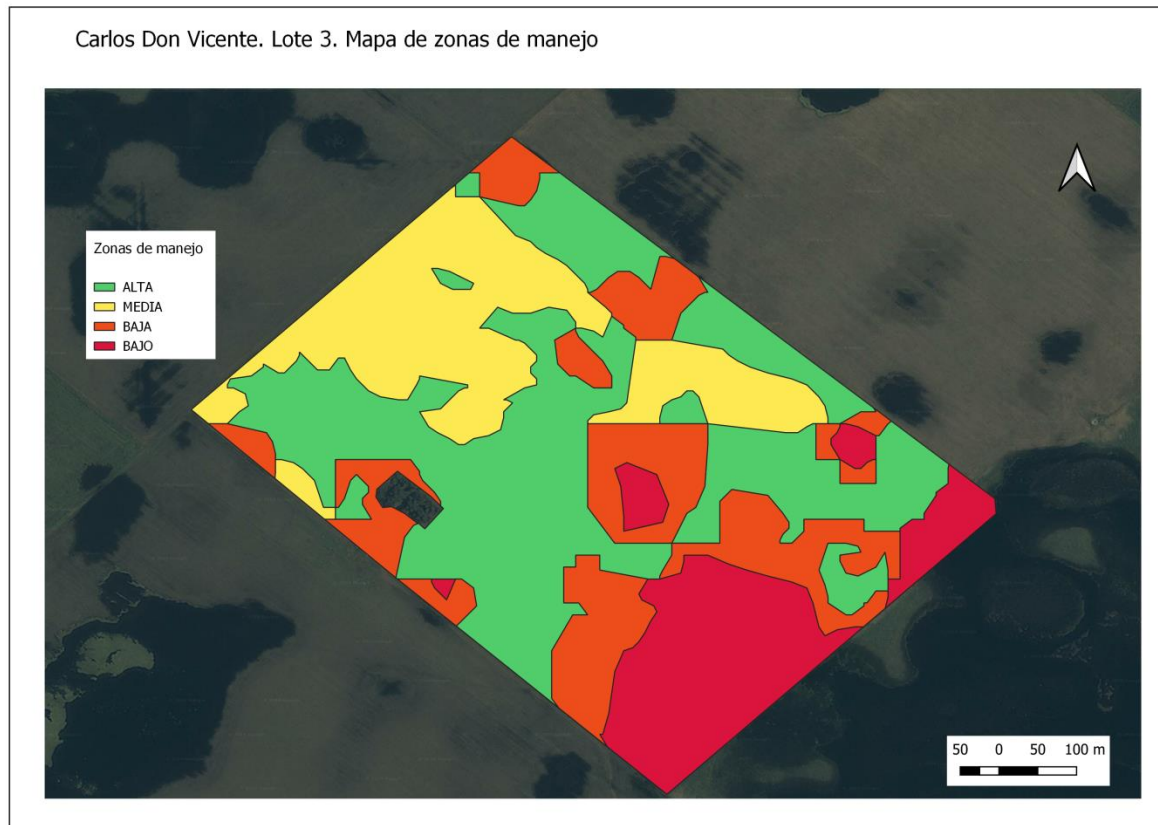 Carlos Don Vicente. Lote 3. Mapa de zonas de manejo
Zonas de manejo
ALTA
MEDIA
BAJA
BAJO
50 0 50 100 m